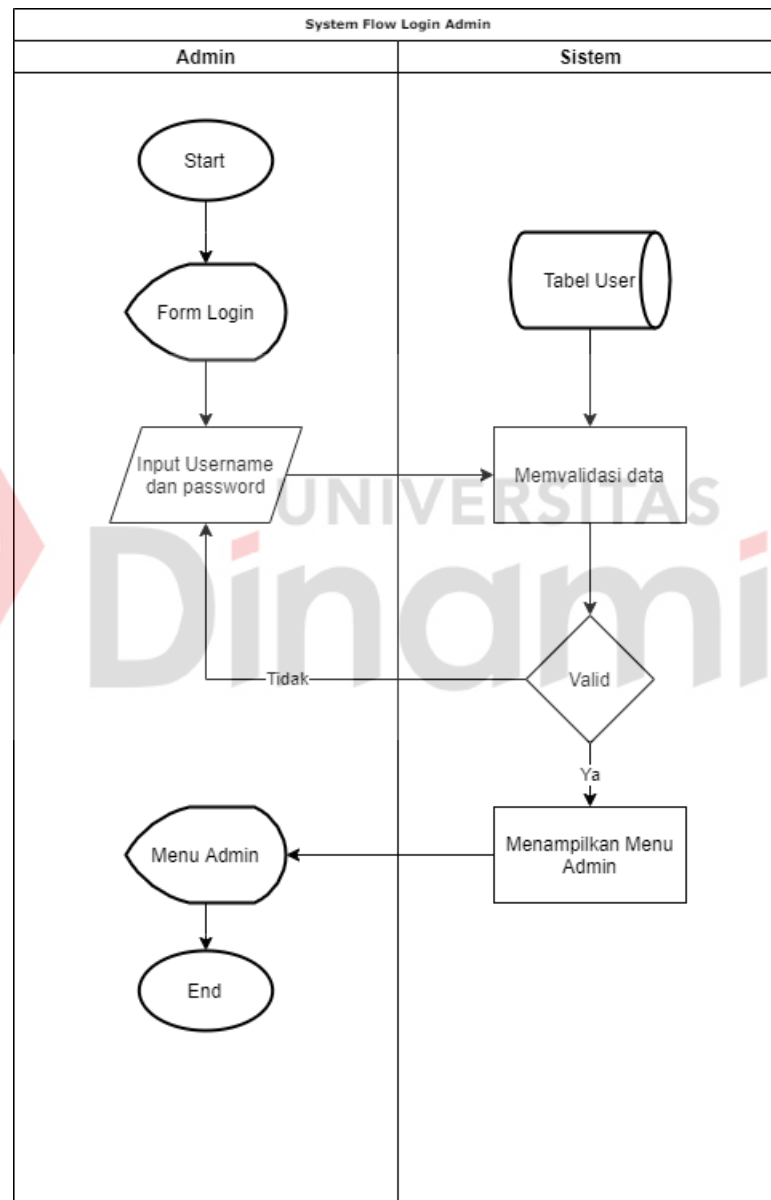 System Flow Login Admin
Admin
Sistem
Start
Tabel User
Form Login
Input Username
dan password
Memvalidasi data
UNIVERSITAS
Dinami
Valid
Tidak
Ya
Menampilkan Menu
Admin
Menu Admin
End